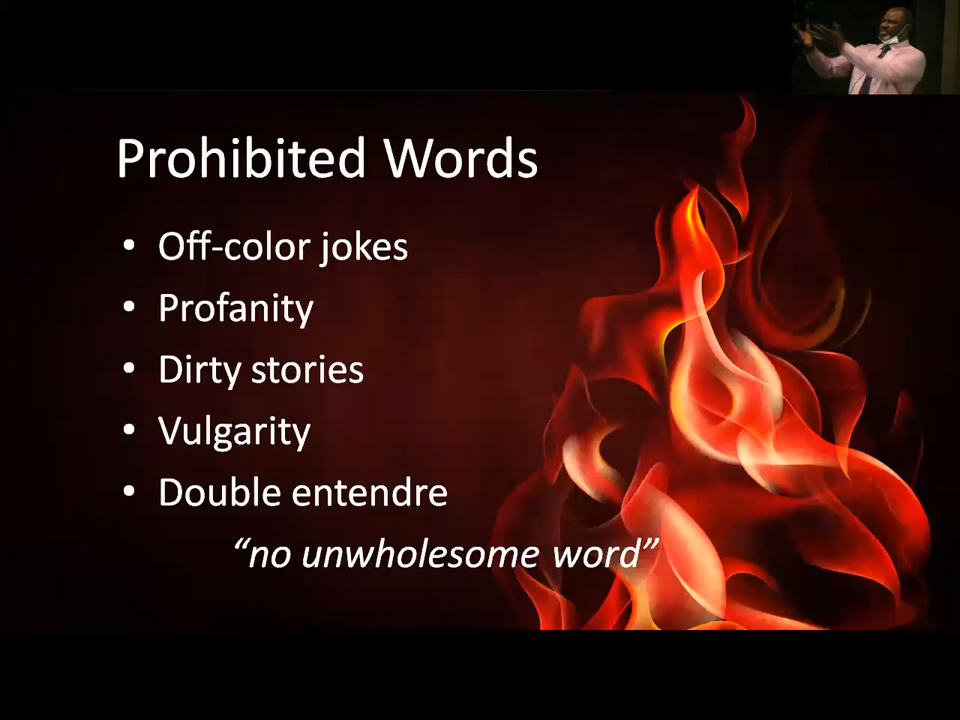 Prohibited Words
• Off-color jokes
• Profanity
• Dirty stories
• Vulgarity
• Double entendre
“no unwholesome word”